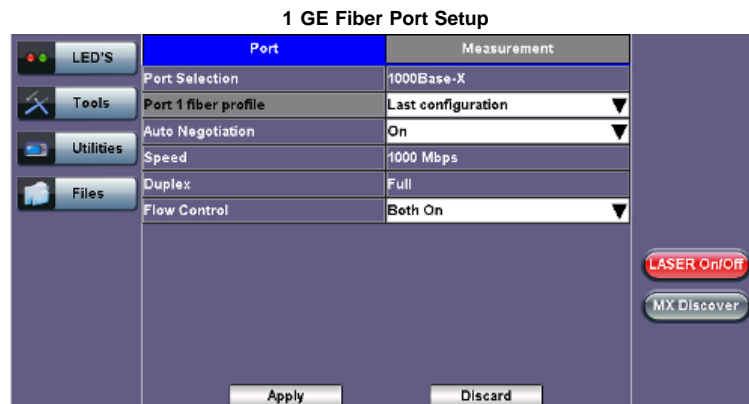 1 GE Fiber Port Setup
LED'S
Tools
Utilities
Files
Port Measurement
Port Selection 1000Base-X
Port 1 fiber profile Last configuration
Auto Negotiation On
Speed 1000 Mbps
Duplex Full
Flow Control Both On
LASER On/Off
MX Discover
Apply Discard